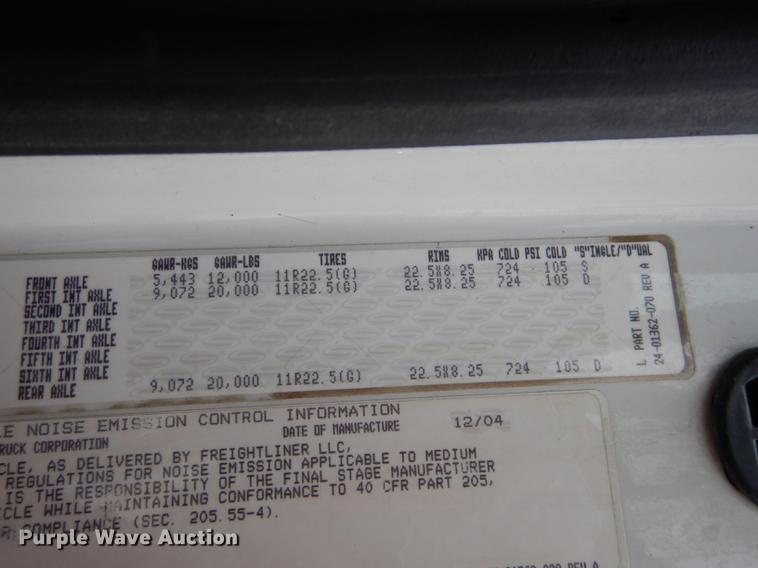 GAWR-KGS GAWR-LBS TIRES RIMS KPA COLD PSI COLD "S"INGLE/"D"UAL
FRONT AXLE 5,443 12,000 11R22.5(G) 22.5X8.25 724 105 S
FIRST INT AXLE 9,072 20,000 11R22.5(G) 22.5X8.25 724 105 D
SECOND INT AXLE
THIRD INT AXLE
FOURTH INT AXLE
FIFTH INT AXLE
SIXTH INT AXLE
REAR AXLE 9,072 20,000 11R22.5(G) 22.5X8.25 724 105 D
L. PART NO.
24-01362-070 REV A
LE NOISE EMISSION CONTROL INFORMATION
RUCK CORPORATION DATE OF MANUFACTURE 12/04
CLE, AS DELIVERED BY FREIGHTLINER LLC,
REGULATIONS FOR NOISE EMISSION APPLICABLE TO MEDIUM
IS THE RESPONSIBILITY OF THE FINAL STAGE MANUFACTURER
CLE WHILE MAINTAINING CONFORMANCE TO 40 CFR PART 205,
COMPLIANCE (SEC. 205.55-4).
REV A
Purple Wave Auction